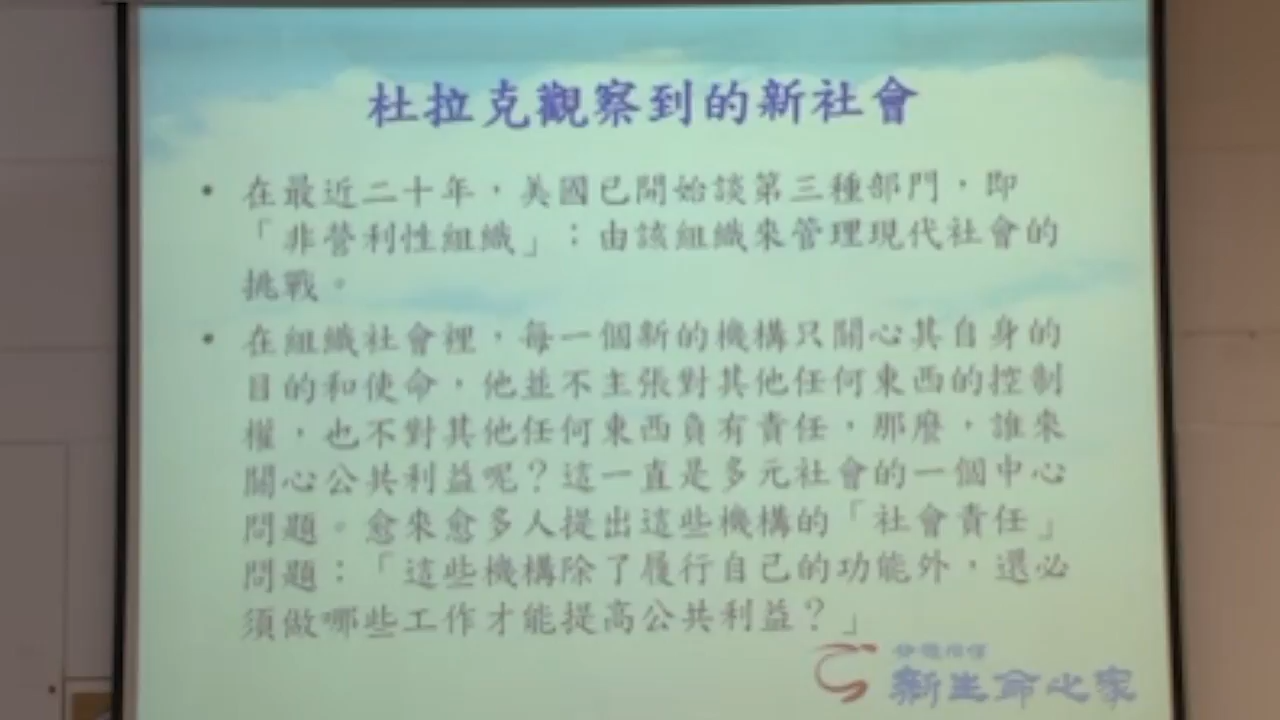 杜拉克觀察到的新社會
• 在最近二十年，美國已開始談第三種部門，即
「非營利性組織」：由該組織來管理現代社會的
挑戰。
• 在組織社會裡，每一個新的機構只關心其自身的
目的和使命，他並不主張對其他任何東西的控制
權，也不對其他任何東西負有責任，那麼，誰來
關心公共利益呢？這一直是多元社會的一個中心
問題。愈來愈多人提出這些機構的「社會責任」
問題：「這些機構除了履行自己的功能外，還必
須做哪些工作才能提高公共利益？」
新生命之家